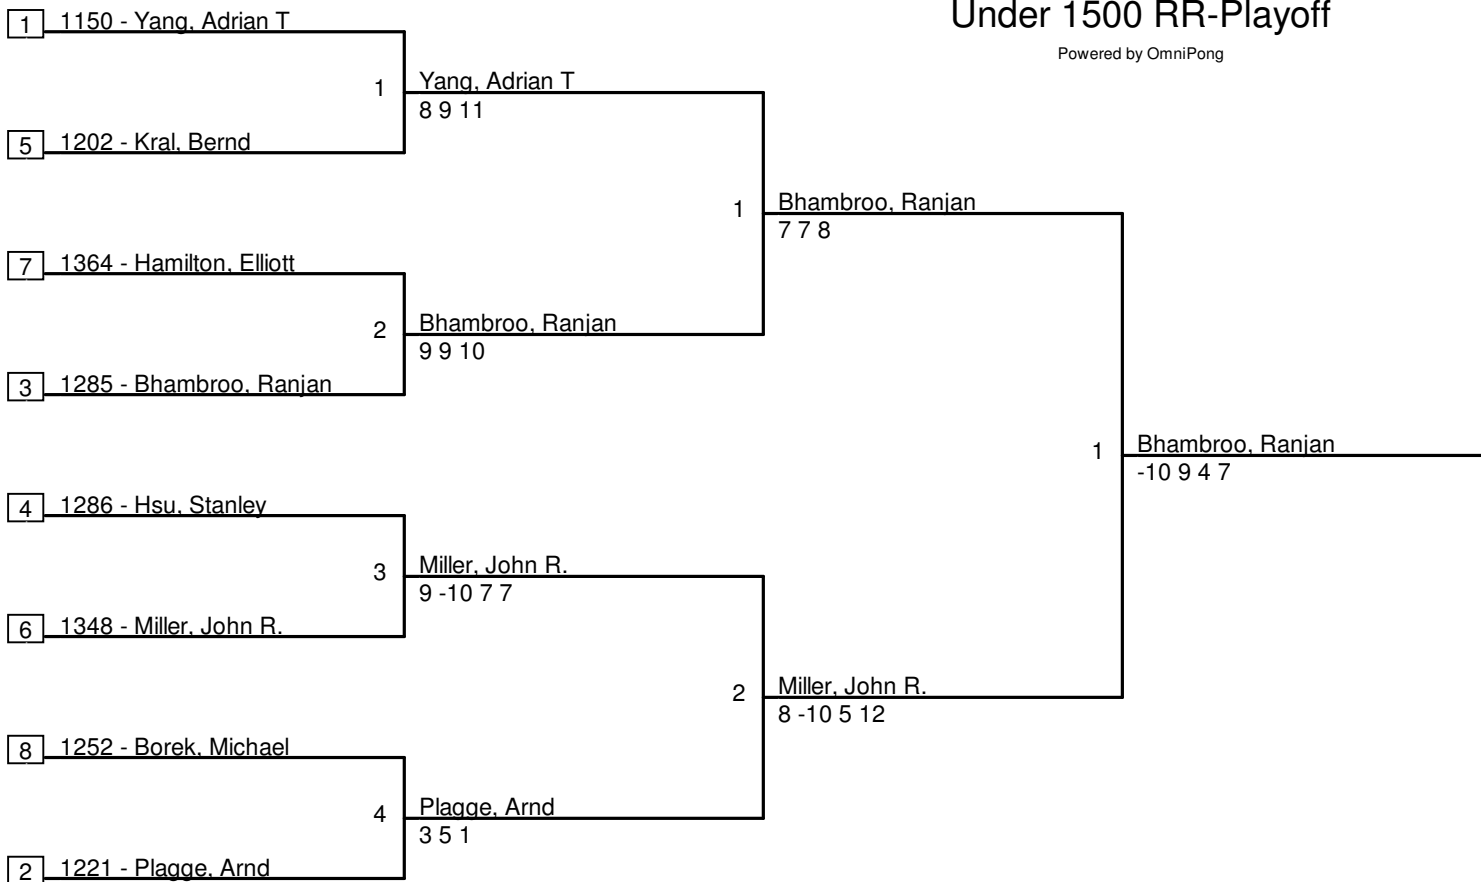 Under 1500 RR-Playoff
Powered by OmniPong
1 1150 - Yang, Adrian T
1 Yang, Adrian T
8 9 11
5 1202 - Kral, Bernd
1 Bhambroo, Ranjan
7 7 8
7 1364 - Hamilton, Elliott
2 Bhambroo, Ranjan
9 9 10
3 1285 - Bhambroo, Ranjan
1 Bhambroo, Ranjan
-10 9 4 7
4 1286 - Hsu, Stanley
3 Miller, John R.
9 -10 7 7
6 1348 - Miller, John R.
2 Miller, John R.
8 -10 5 12
8 1252 - Borek, Michael
4 Plagge, Arnd
3 5 1
2 1221 - Plagge, Arnd